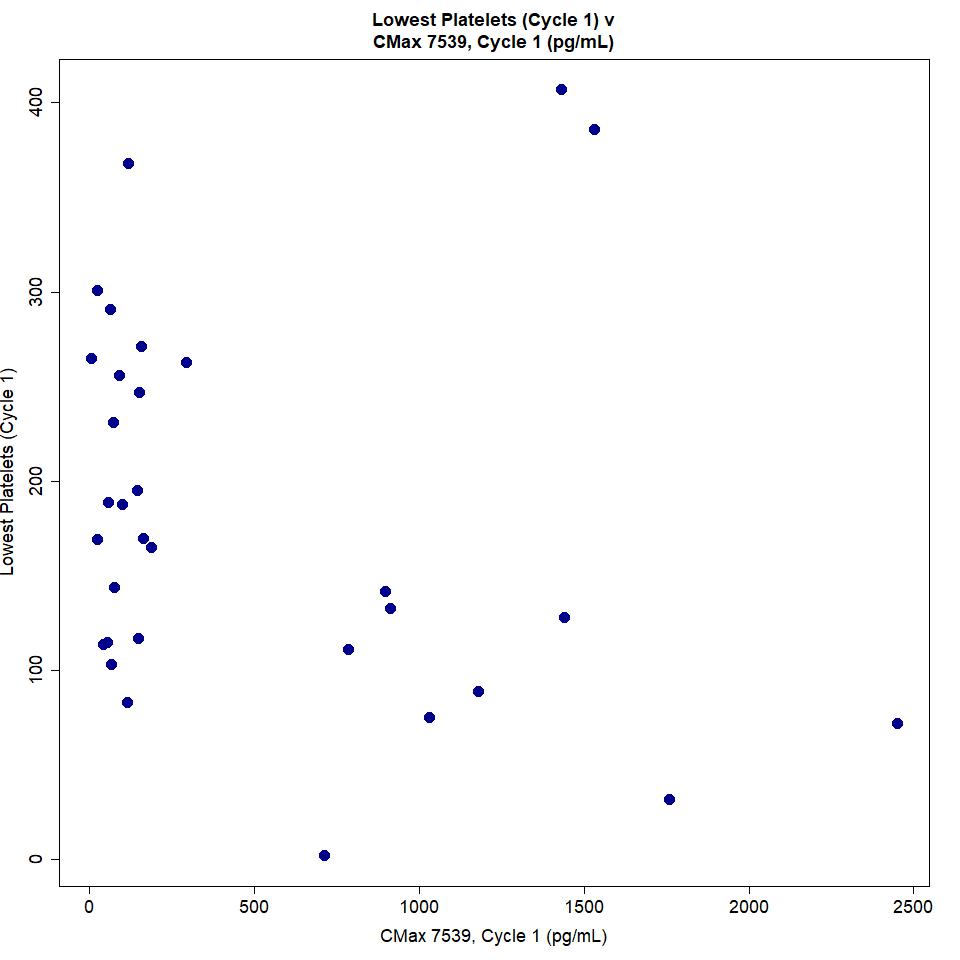 Lowest Platelets (Cycle 1) v
CMax 7539, Cycle 1 (pg/mL)
400
300
200
100
0
Lowest Platelets (Cycle 1)
0 500 1000 1500 2000 2500
CMax 7539, Cycle 1 (pg/mL)